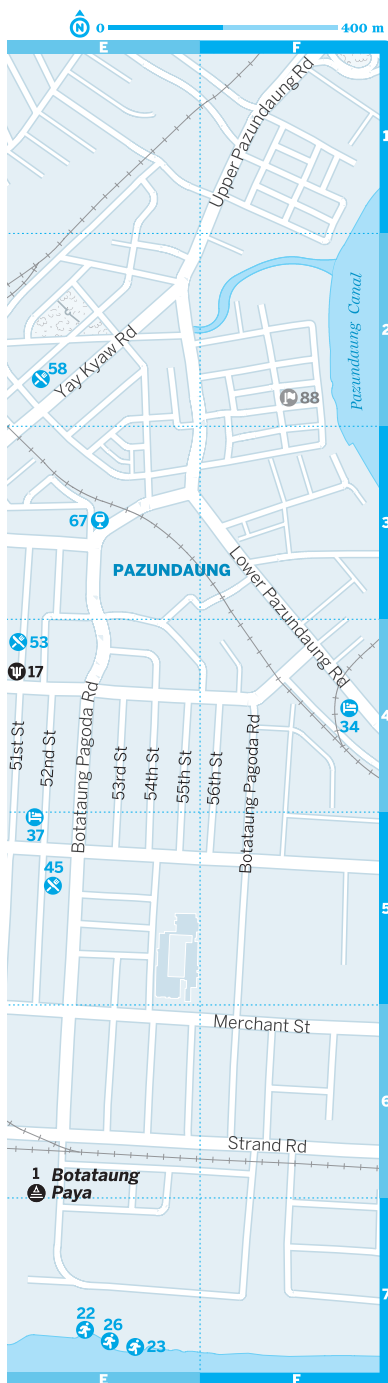 N 0 400 m
E F
1
Upper Pazundaung Rd
Pazundaung Canal
2
58
Yay Kyaw Rd
88
67
3
PAZUNDAUNG
Lower Pazundaung Rd
53
17
4
34
51st St
52nd St
Botataung Pagoda Rd
53rd St
54th St
55th St
56th St
Botataung Pagoda Rd
37
45
5
Merchant St
6
Strand Rd
1 Botataung
Paya
7
22
26
23
E F